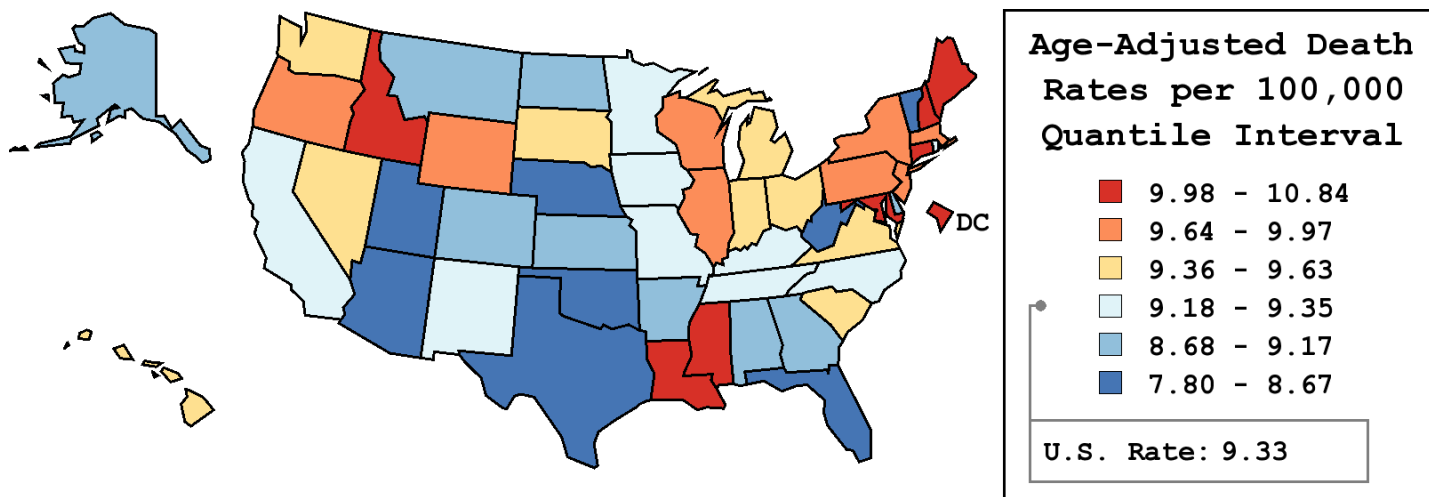 Age-Adjusted Death
Rates per 100,000
Quantile Interval
9.98 - 10.84
9.64 - 9.97
9.36 - 9.63
9.18 - 9.35
8.68 - 9.17
7.80 - 8.67
U.S. Rate: 9.33
DC